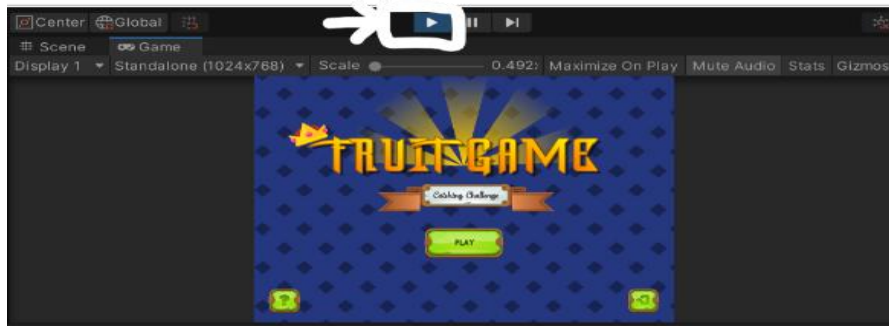 Center Global
Scene Game
Display 1 Standalone (1024x768) Scale 0.492: Maximize On Play Mute Audio Stats Gizmos
FRUIT GAME
Catching Challenge
PLAY
?